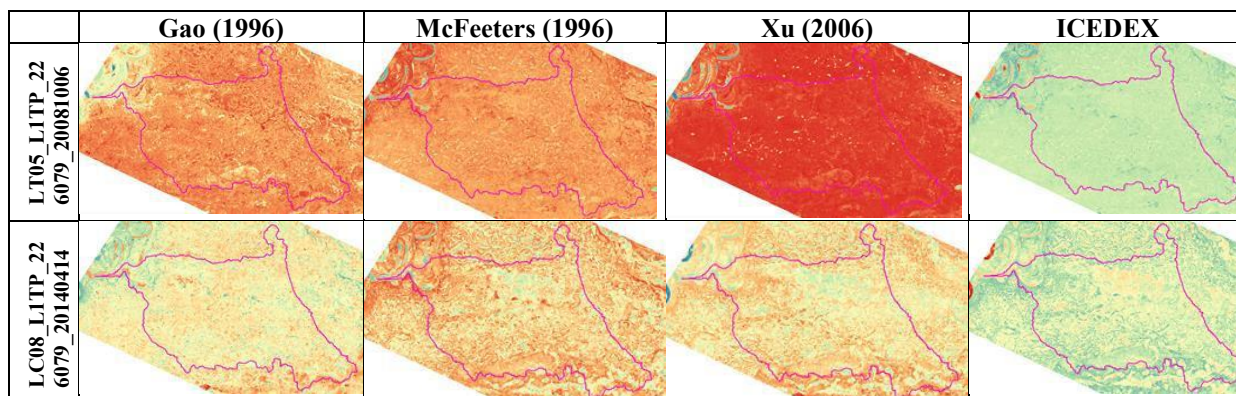 Gao (1996) McFeeters (1996) Xu (2006) ICEDEX
LT05_L1TP_22
6079_20081006
LC08_L1TP_22
6079_20140414